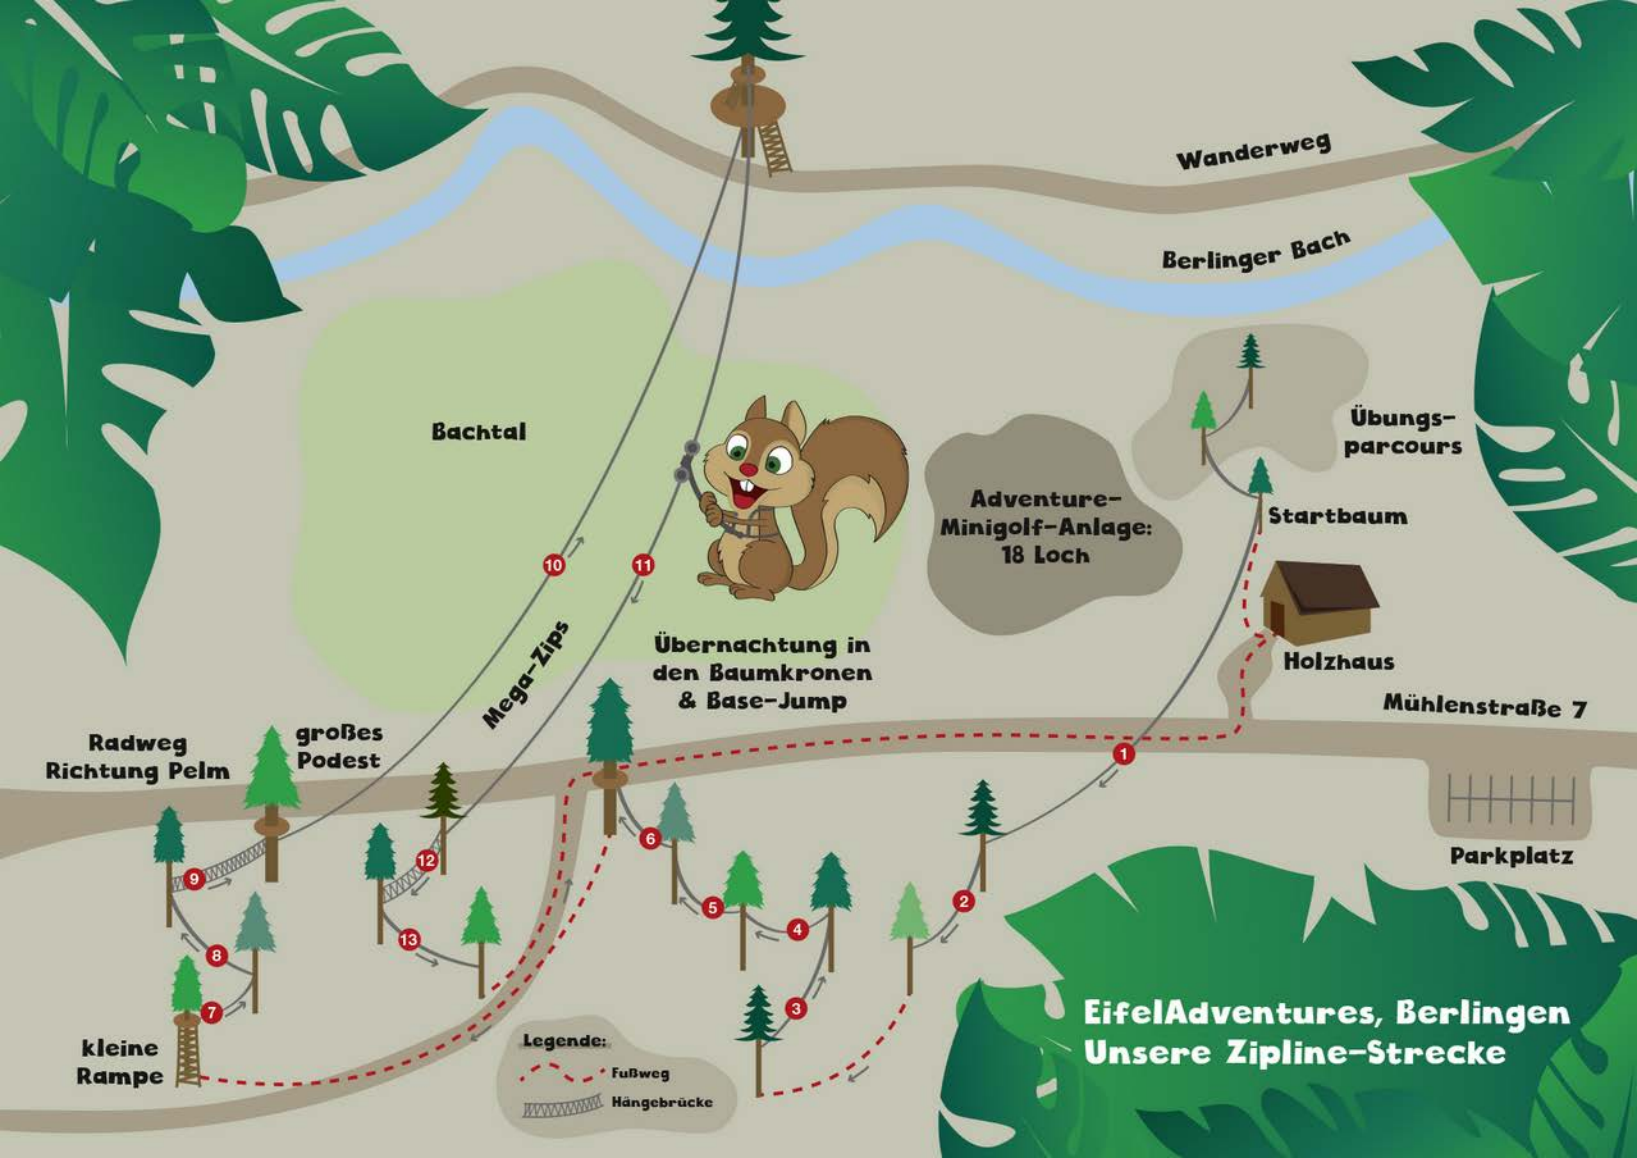 Wanderweg
Berlinger Bach
Bachtal
Übungs-
parcours
Adventure-
Minigolf-Anlage:
18 Loch
Startbaum
10
11
Mega-Zips
Übernachtung in
den Baumkronen
& Base-Jump
Holzhaus
Mühlenstraße 7
Radweg
Richtung Pelm
großes
Podest
1
Parkplatz
6
12
9
2
5
4
13
8
3
7
kleine
Rampe
Legende:
Fußweg
Hängebrücke
EifelAdventures, Berlingen
Unsere Zipline-Strecke